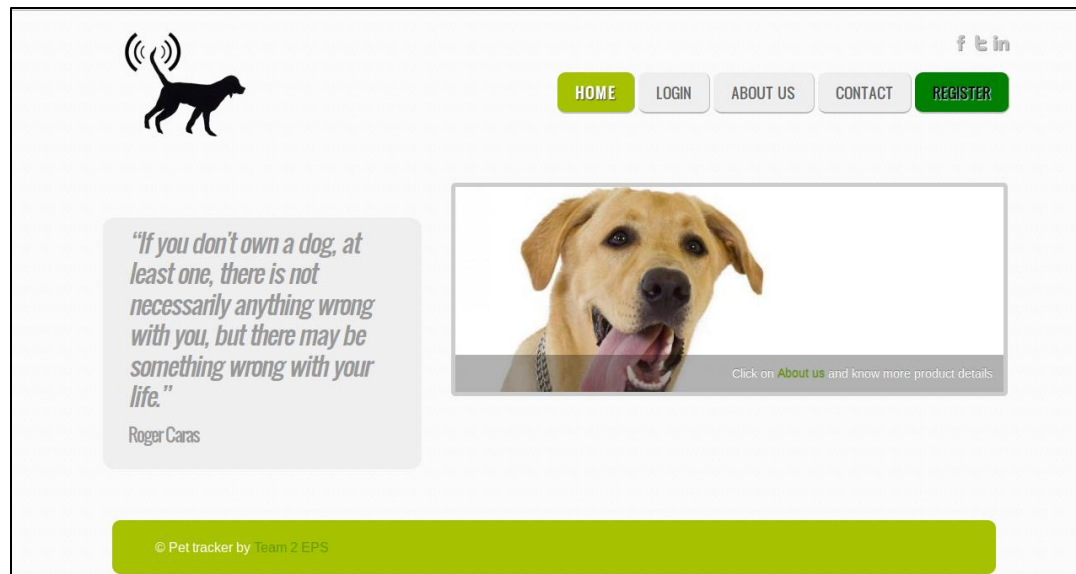 f t in
HOME LOGIN ABOUT US CONTACT REGISTER
“If you don't own a dog, at
least one, there is not
necessarily anything wrong
with you, but there may be
something wrong with your
life.”
Roger Caras
Click on About us and know more product details
© Pet tracker by Team 2 EPS